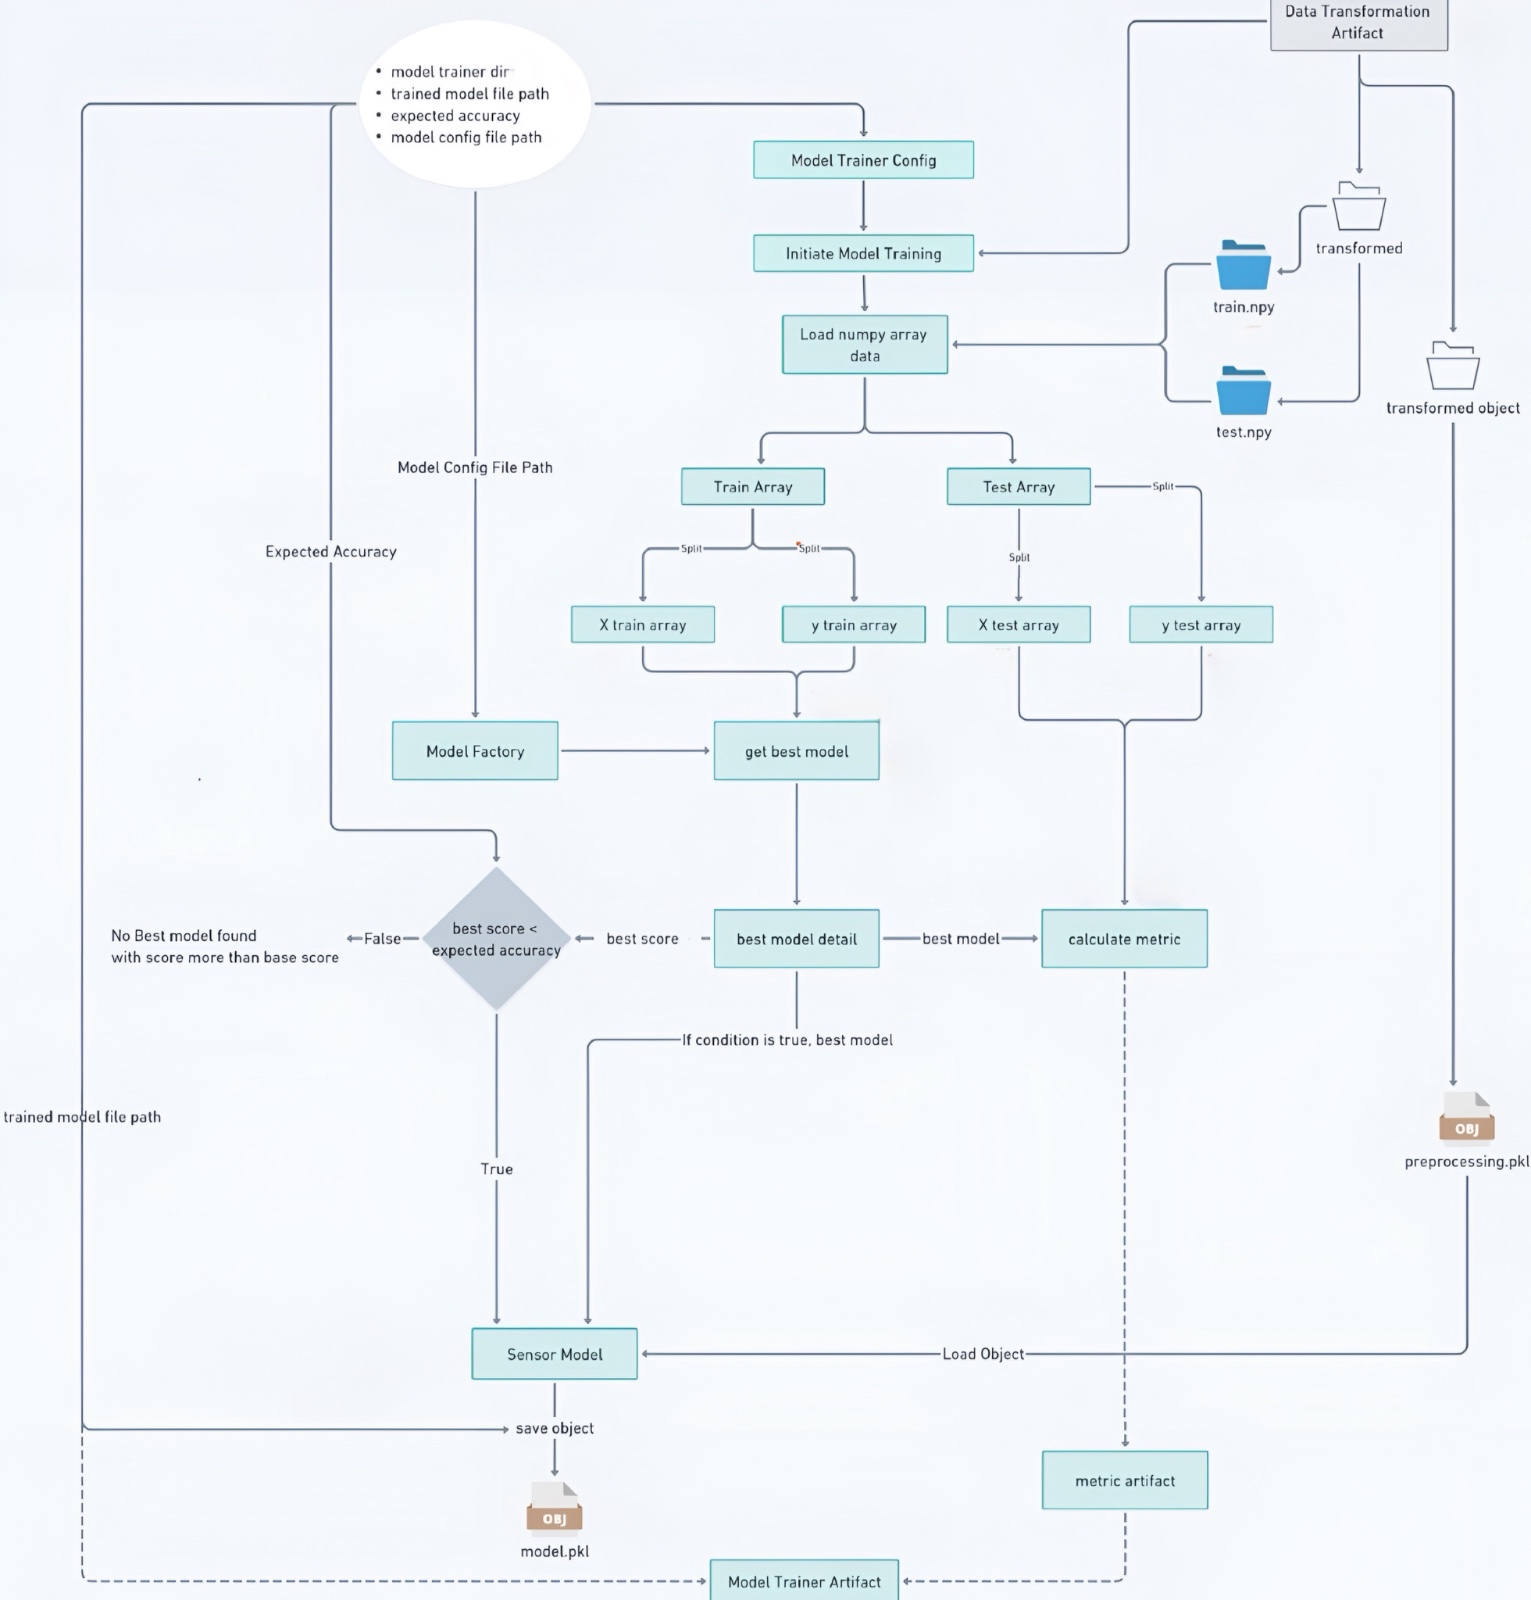 Data Transformation
Artifact
• model trainer dir
• trained model file path
• expected accuracy
• model config file path
Model Trainer Config
Initiate Model Training
transformed
train.npy
Load numpy array
data
transformed object
test.npy
Model Config File Path
Train Array
Test Array
Split
Expected Accuracy
Split
Split
Split
X train array
y train array
X test array
y test array
Model Factory
get best model
No Best model found
with score more than base score
False
best score <
expected accuracy
best score
best model detail
best model
calculate metric
If condition is true, best model
trained model file path
OBJ
preprocessing.pkl
True
Sensor Model
Load Object
save object
metric artifact
OBJ
model.pkl
Model Trainer Artifact